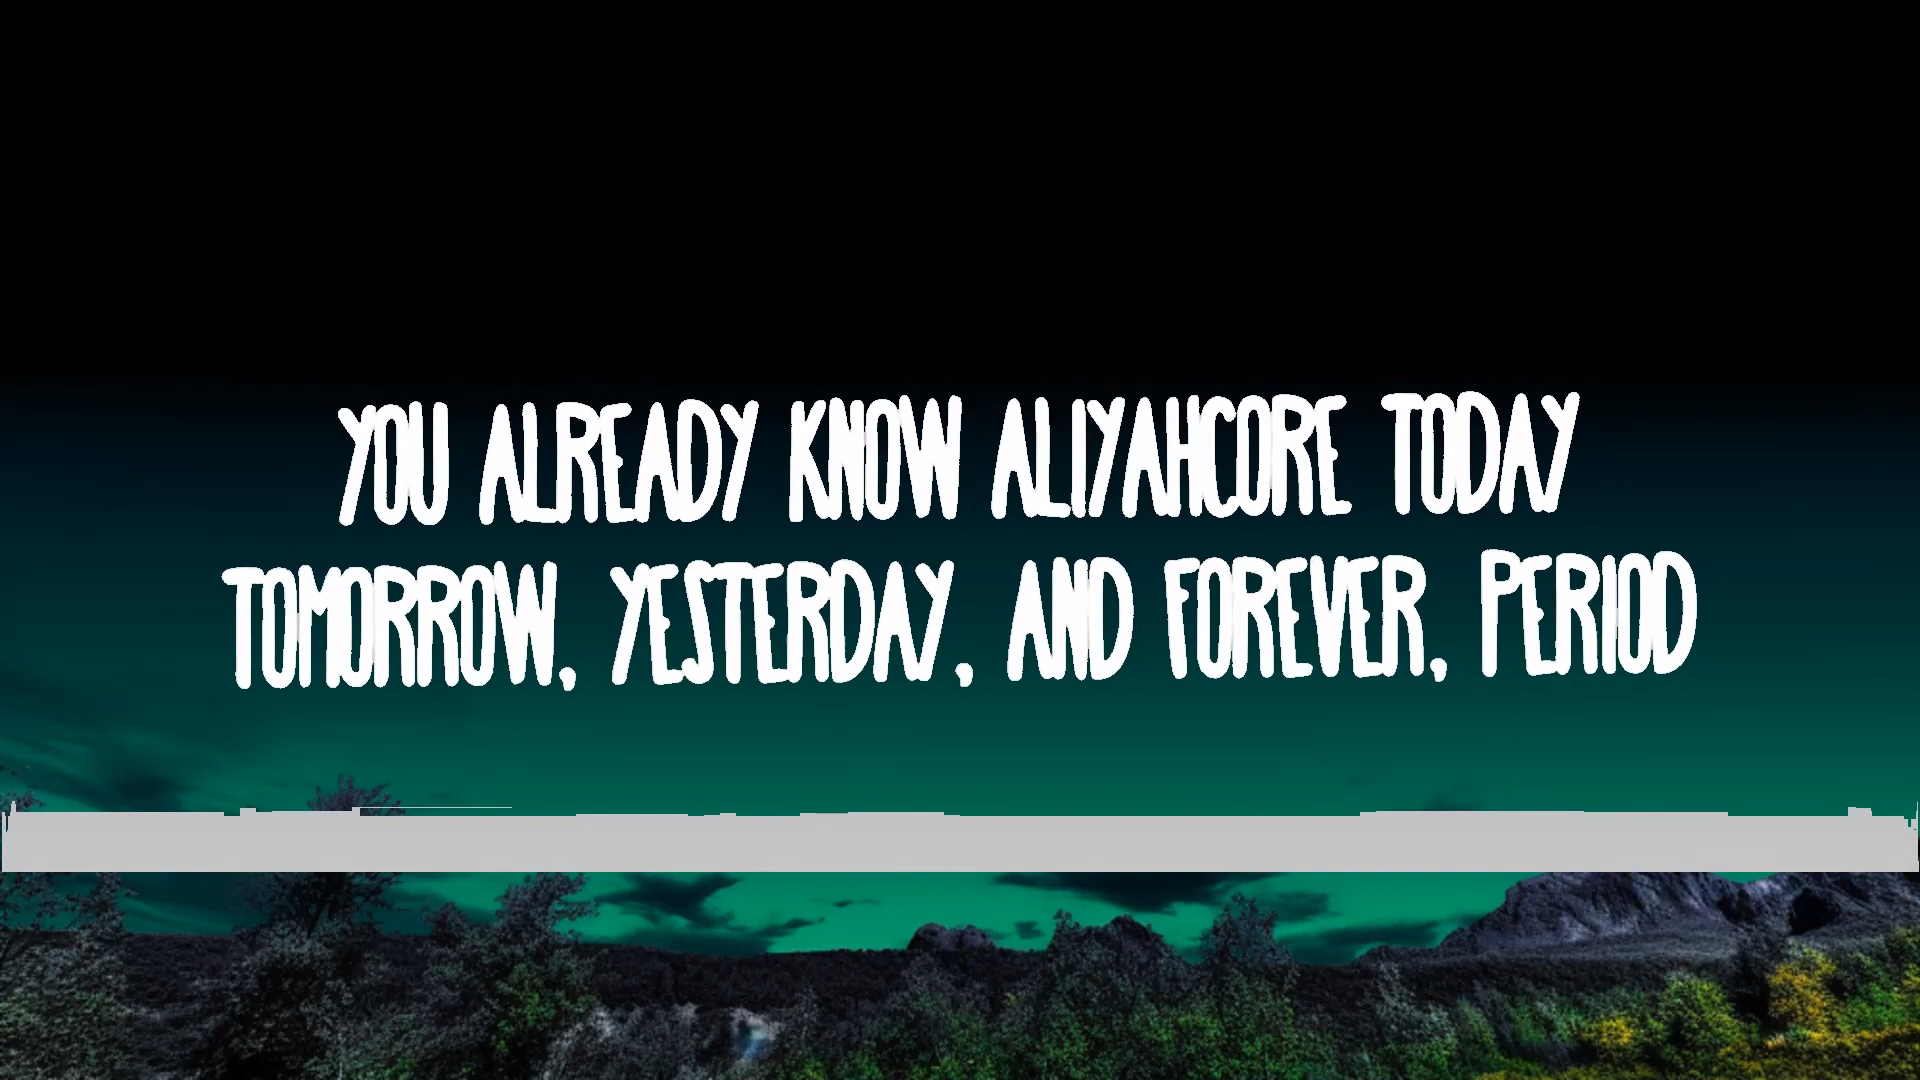 YOU ALREADY KNOW ALIYAHCORE TODAY
TOMORROW, YESTERDAY, AND FOREVER, PERIOD